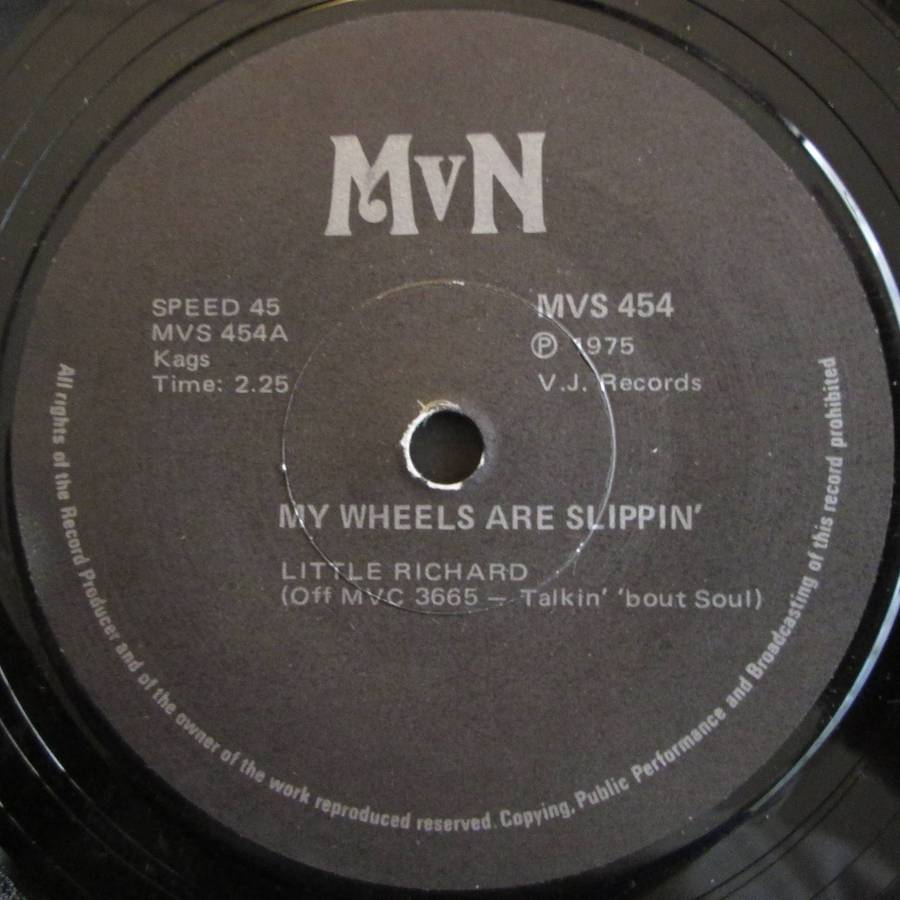 MVN
SPEED 45
MVS 454A
Kags
Time: 2.25
MVS 454
Ⓟ 1975
V.J. Records
MY WHEELS ARE SLIPPIN'
LITTLE RICHARD
(Off MVC 3665 – Talkin' 'bout Soul)
All rights of the Record Producer and of the owner of the work reproduced reserved. Copying, Public Performance and Broadcasting of this record prohibited